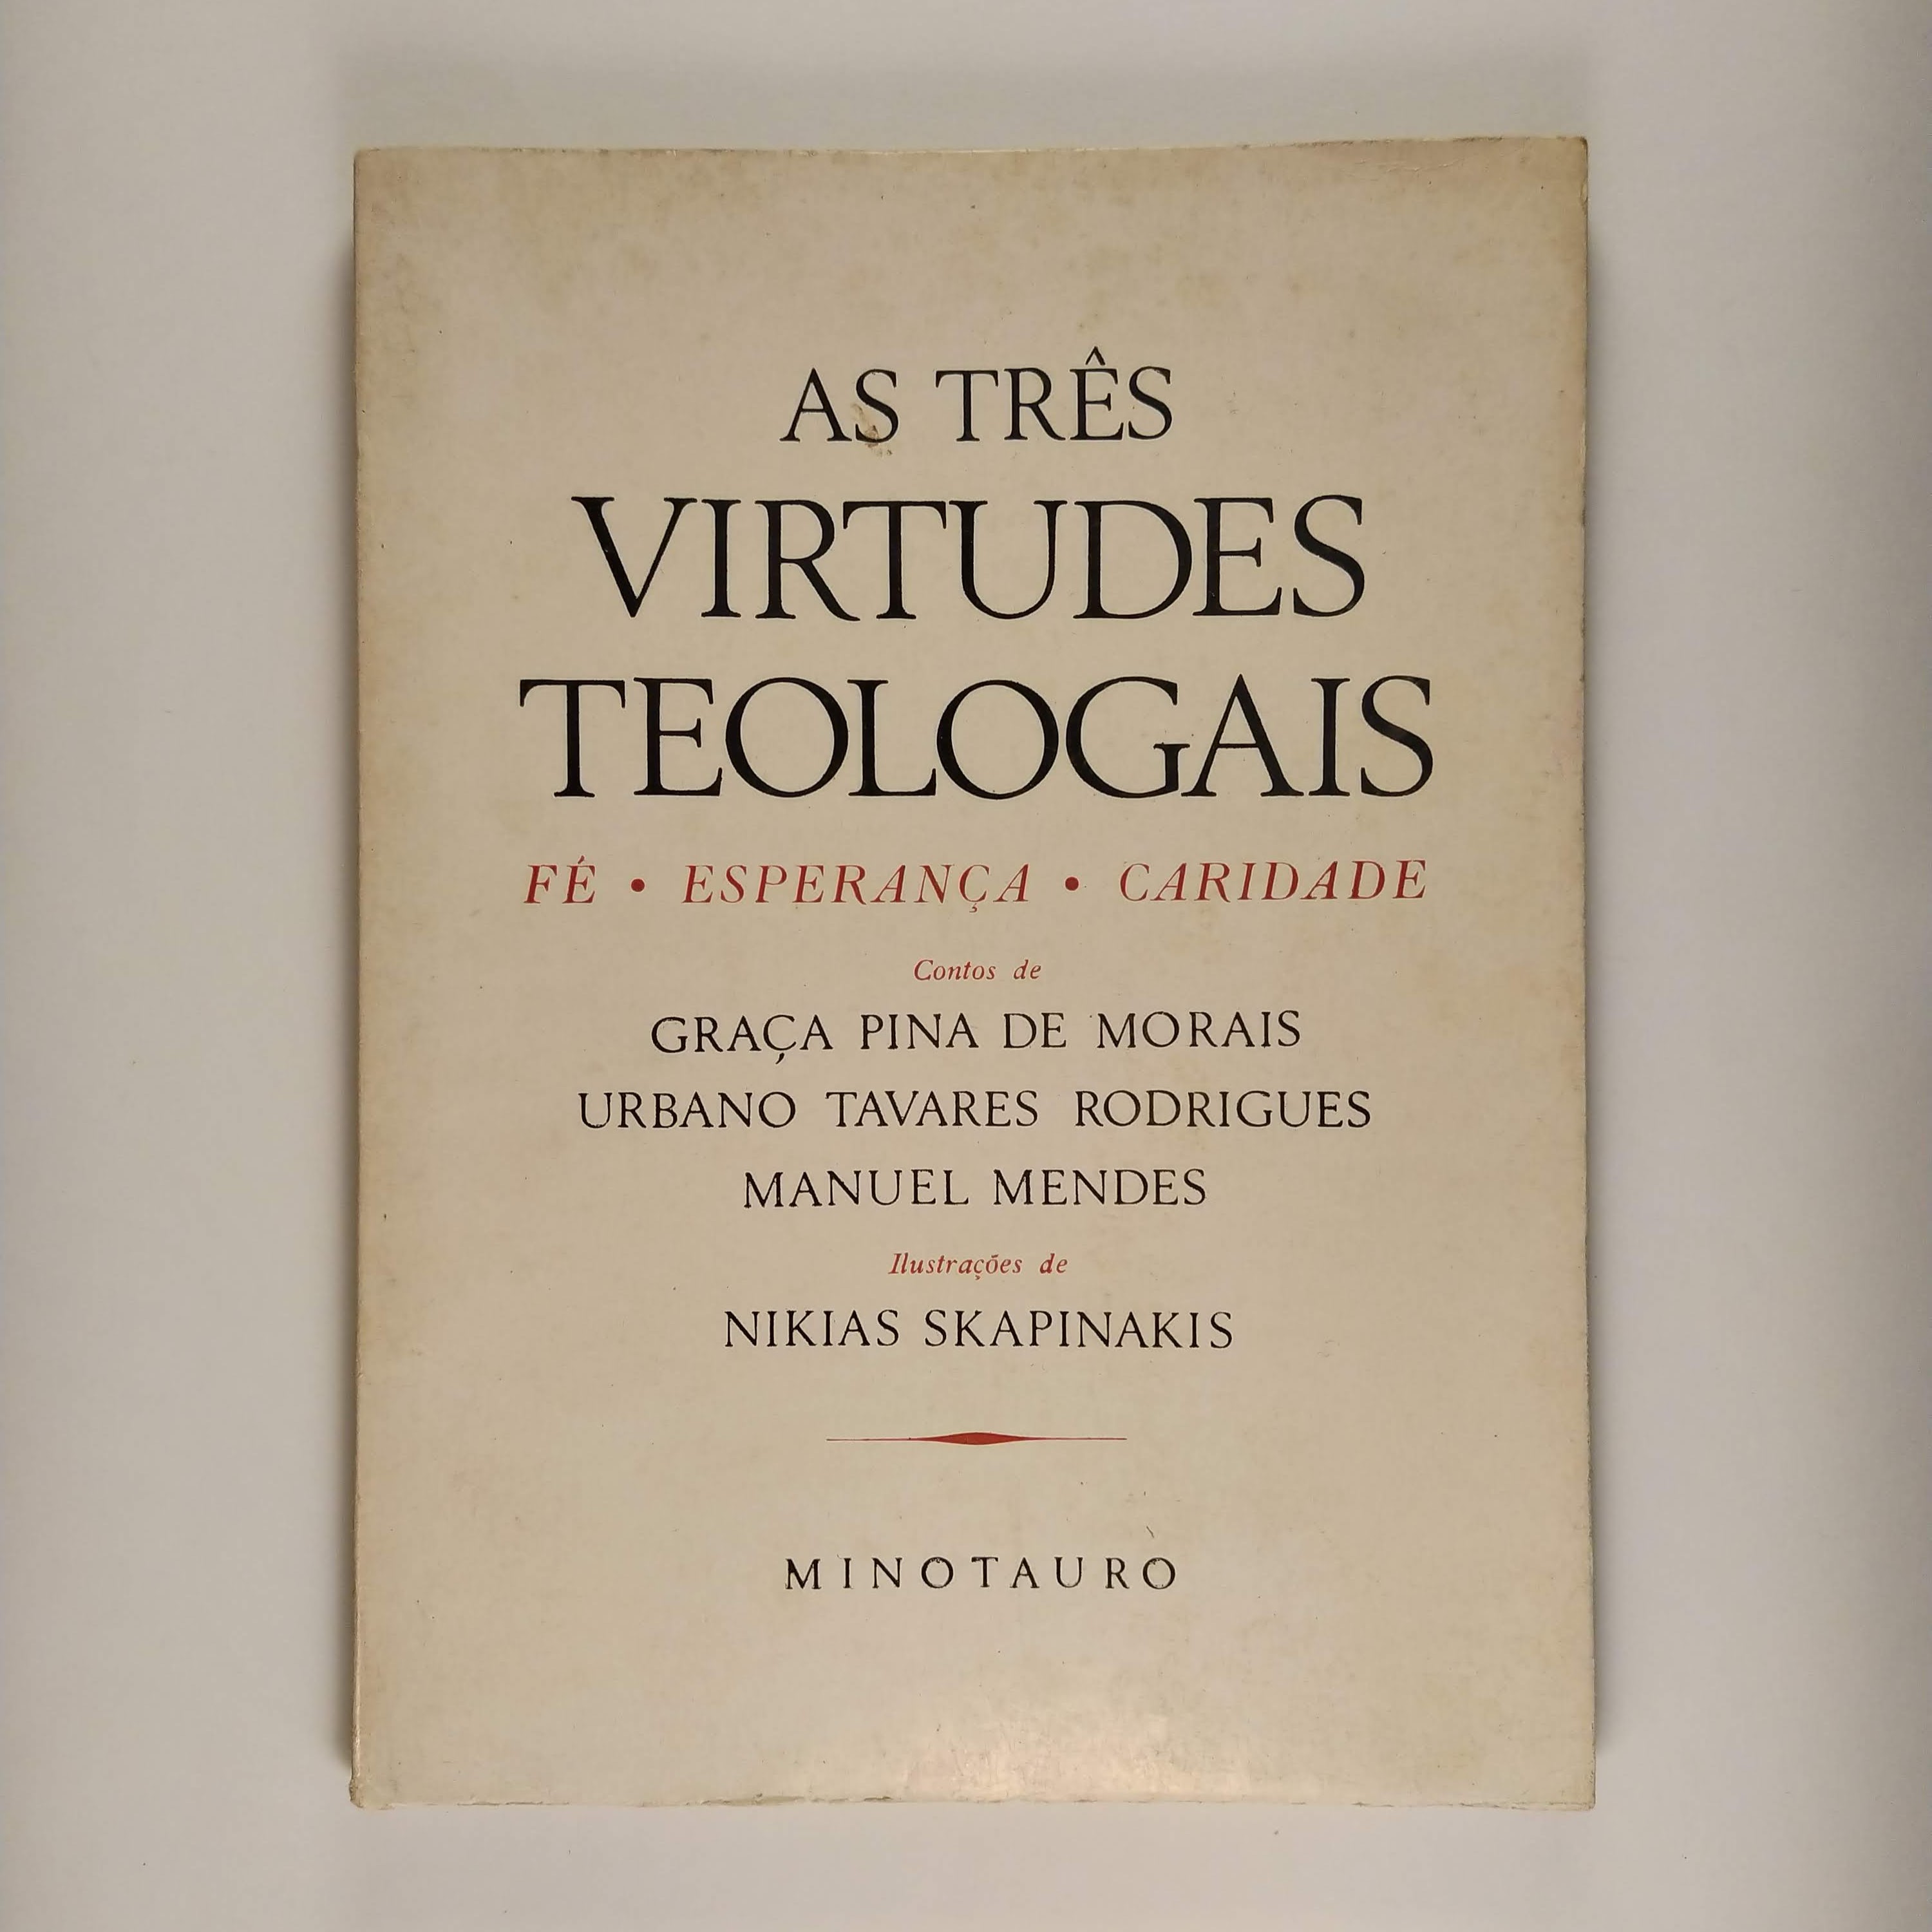 AS TRÊS
VIRTUDES
TEOLOGAIS
FÉ • ESPERANÇA • CARIDADE
Contos de
GRAÇA PINA DE MORAIS
URBANO TAVARES RODRIGUES
MANUEL MENDES
Ilustrações de
NIKIAS SKAPINAKIS
MINOTAURO